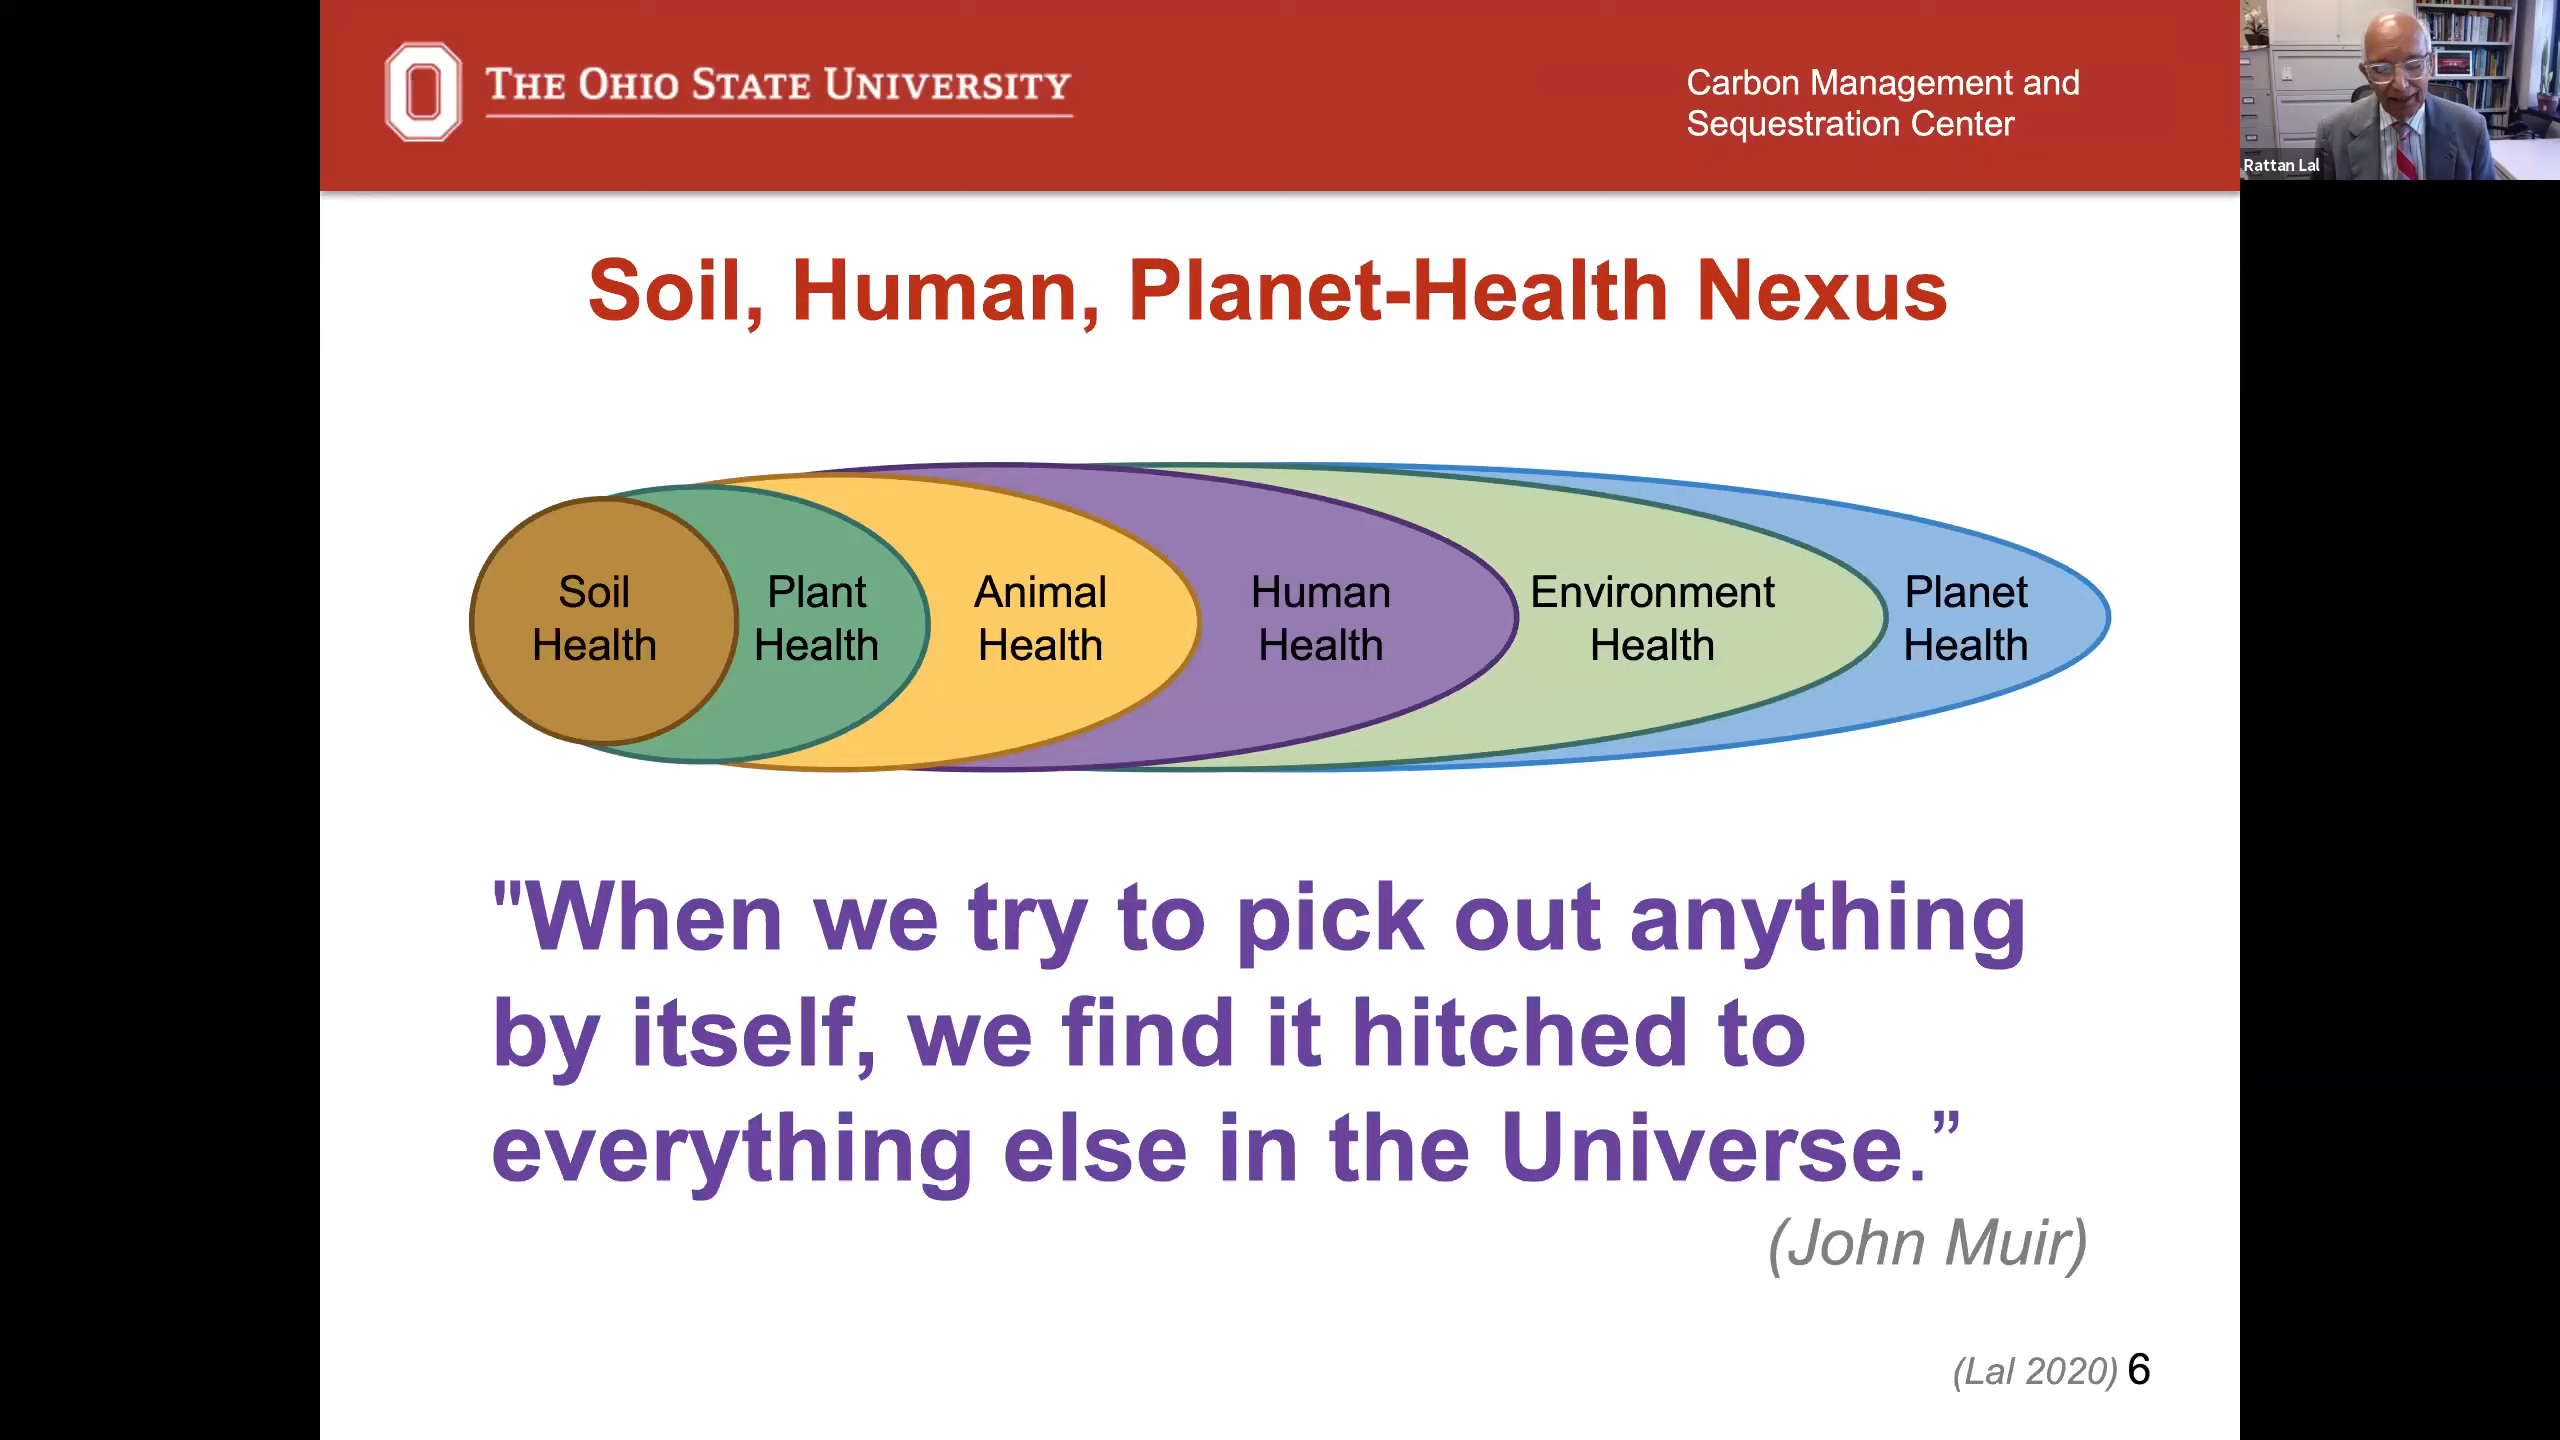 THE OHIO STATE UNIVERSITY
Carbon Management and
Sequestration Center
Rattan Lal
Soil, Human, Planet-Health Nexus
Soil
Health
Plant
Health
Animal
Health
Human
Health
Environment
Health
Planet
Health
"When we try to pick out anything
by itself, we find it hitched to
everything else in the Universe.”
(John Muir)
(Lal 2020) 6